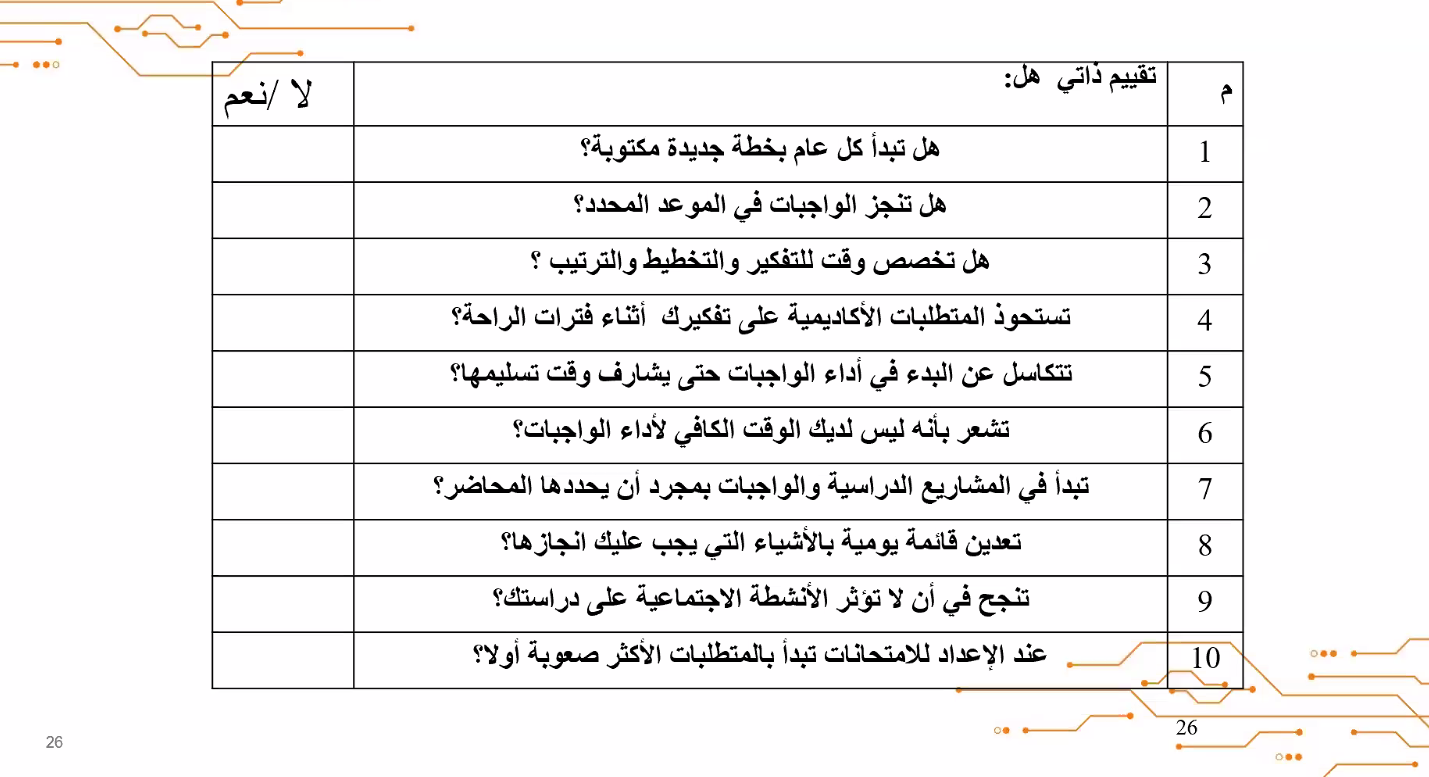 م تقييم ذاتي هل: لا /نعم
1 هل تبدأ كل عام بخطة جديدة مكتوبة؟
2 هل تنجز الواجبات في الموعد المحدد؟
3 هل تخصص وقت للتفكير والتخطيط والترتيب ؟
4 تستحوذ المتطلبات الأكاديمية على تفكيرك أثناء فترات الراحة؟
5 تتكاسل عن البدء في أداء الواجبات حتى يشارف وقت تسليمها؟
6 تشعر بأنه ليس لديك الوقت الكافي لأداء الواجبات؟
7 تبدأ في المشاريع الدراسية والواجبات بمجرد أن يحددها المحاضر؟
8 تعدين قائمة يومية بالأشياء التي يجب عليك انجازها؟
9 تنجح في أن لا تؤثر الأنشطة الاجتماعية على دراستك؟
10 عند الإعداد للامتحانات تبدأ بالمتطلبات الأكثر صعوبة أولا؟
26
26